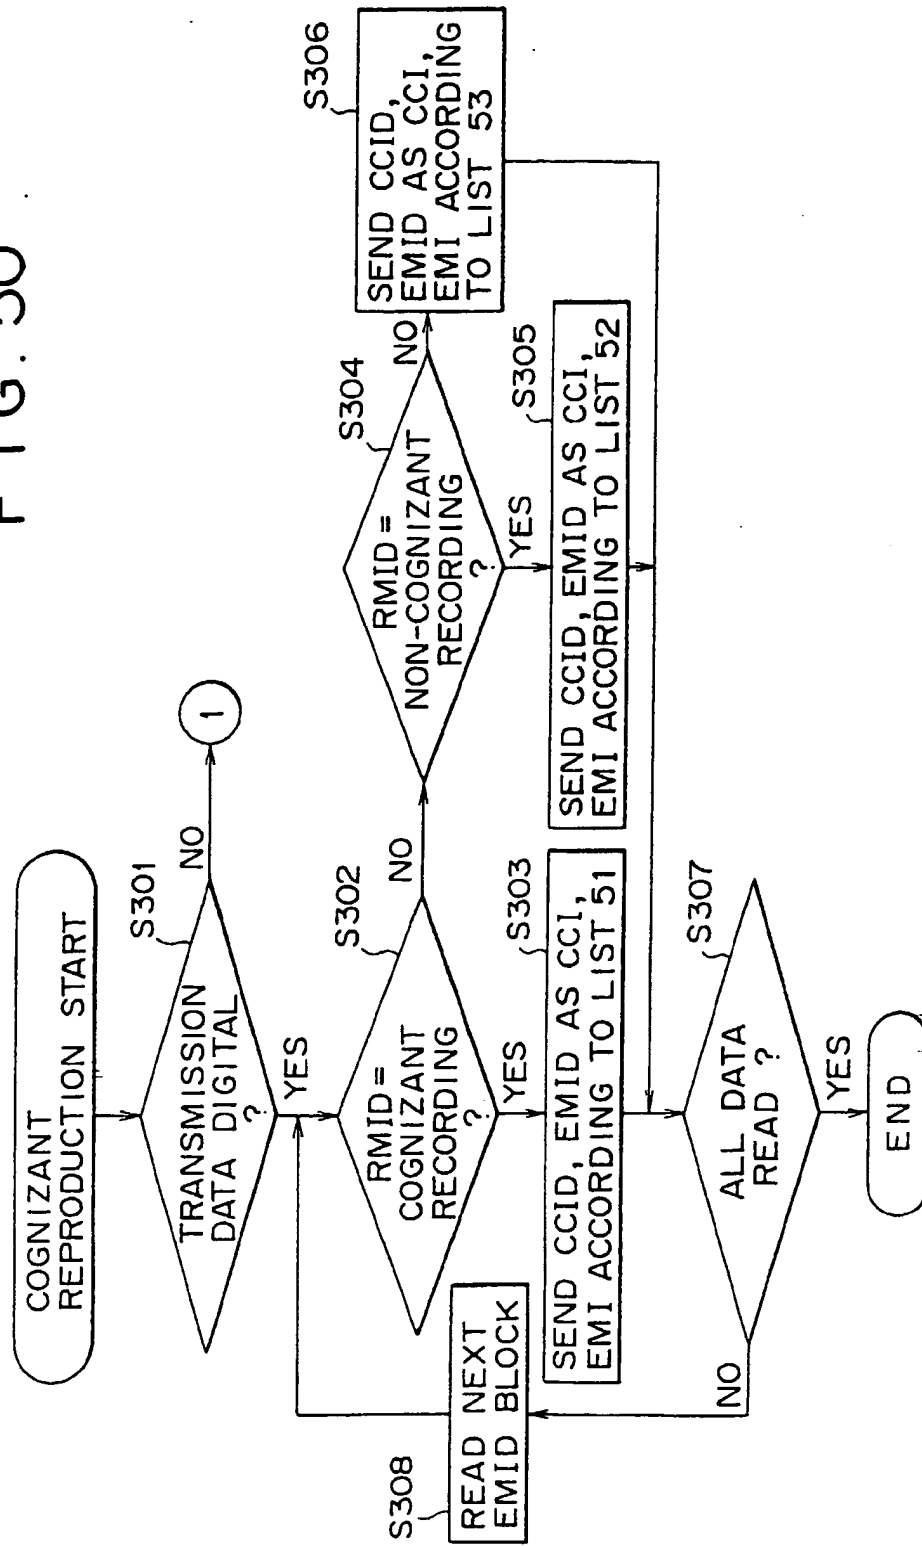 FIG. 30
COGNIZANT
REPRODUCTION START
S301
TRANSMISSION
DATA DIGITAL
?
NO
1
YES
S302
RMID=
COGNIZANT
RECORDING
?
NO
YES
S304
RMID=
NON-COGNIZANT
RECORDING
?
NO
YES
S306
SEND CCID,
EMID AS CCI,
EMI ACCORDING
TO LIST 53
S303
SEND CCID, EMID AS CCI,
EMI ACCORDING TO LIST 51
S305
SEND CCID, EMID AS CCI,
EMI ACCORDING TO LIST 52
S308
READ NEXT
EMID BLOCK
S307
ALL DATA
READ ?
NO
YES
END